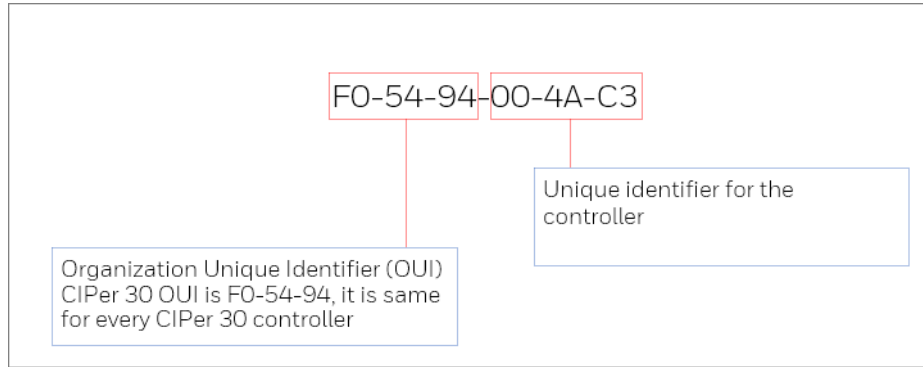 F0-54-94-00-4A-C3
Unique identifier for the
controller
Organization Unique Identifier (OUI)
CIPer 30 OUI is F0-54-94, it is same
for every CIPer 30 controller